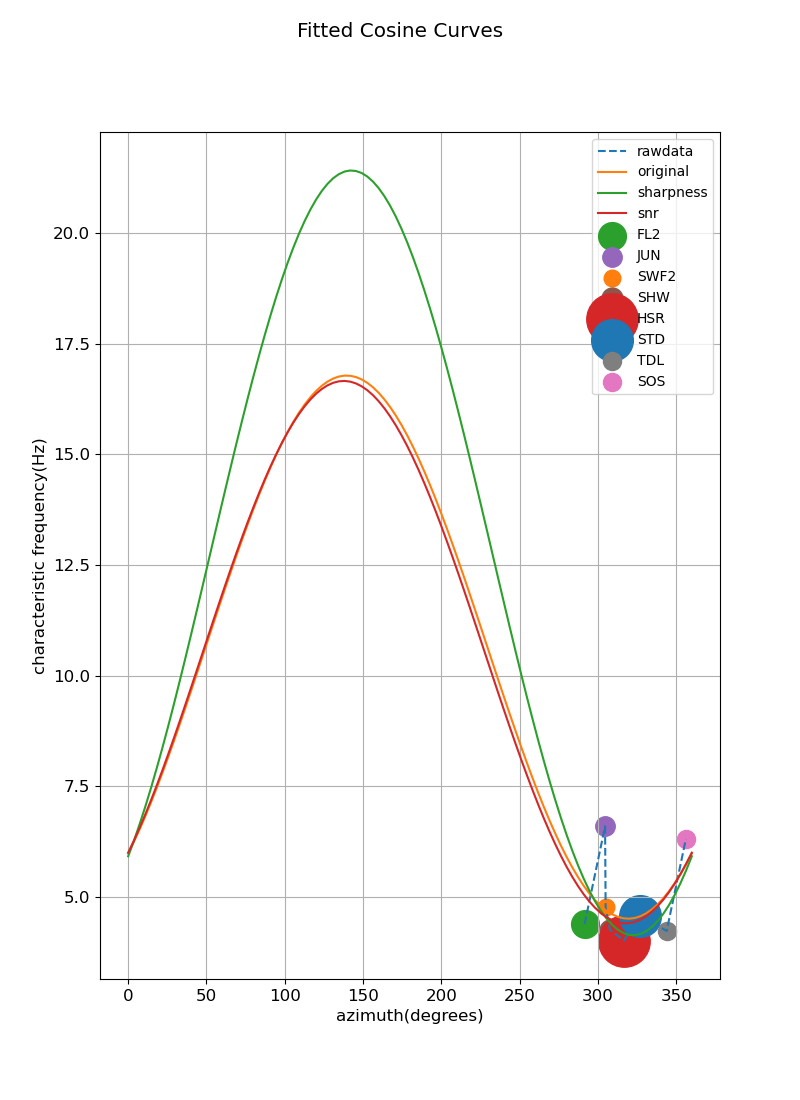 Fitted Cosine Curves
rawdata
original
sharpness
snr
FL2
JUN
SWF2
SHW
HSR
STD
TDL
SOS
20.0
17.5
15.0
12.5
10.0
7.5
5.0
characteristic frequency(Hz)
0 50 100 150 200 250 300 350
azimuth(degrees)